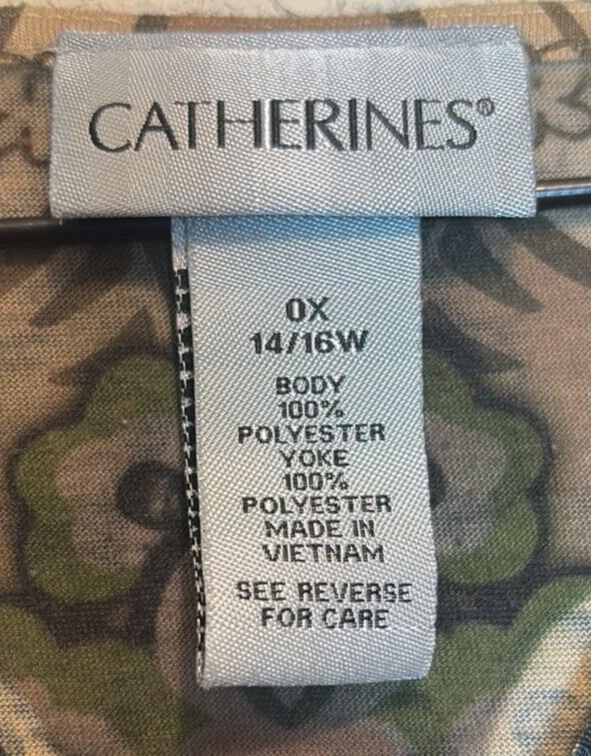 CATHERINES®
0X
14/16W
BODY
100%
POLYESTER
YOKE
100%
POLYESTER
MADE IN
VIETNAM
SEE REVERSE
FOR CARE